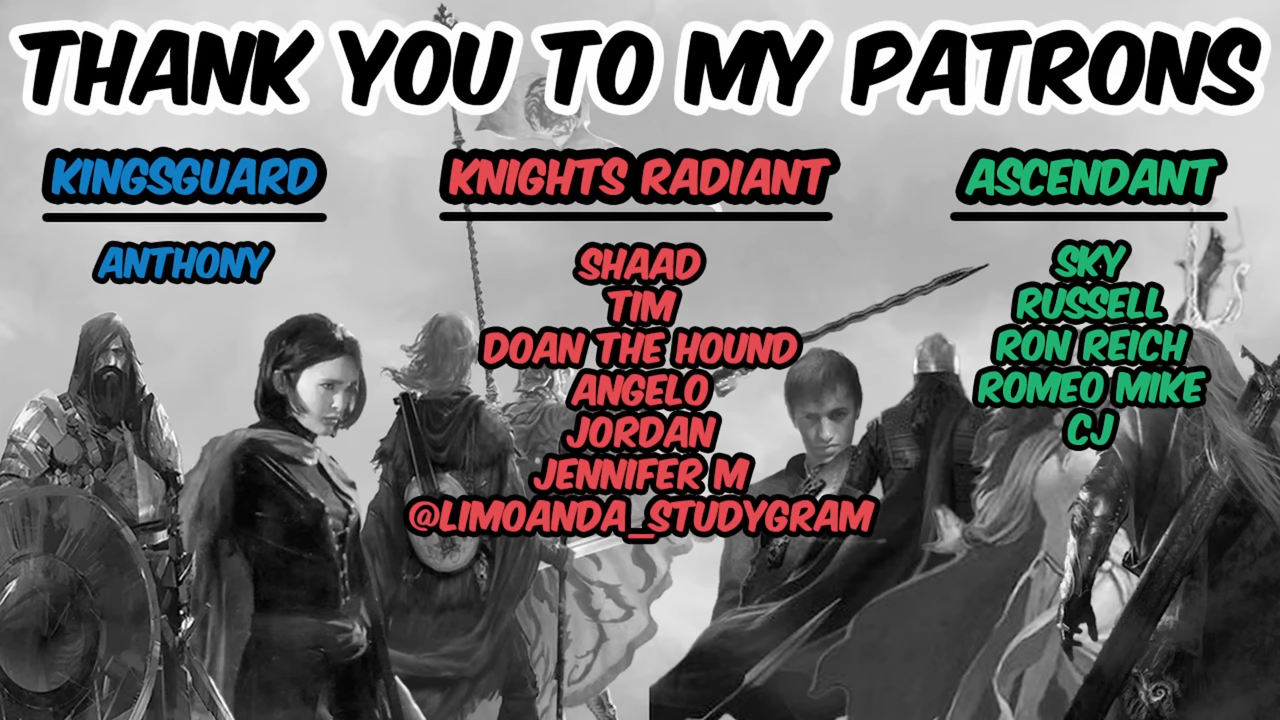 THANK YOU TO MY PATRONS
KINGSGUARD
ANTHONY
KNIGHTS RADIANT
SHAAD
TIM
DOAN THE HOUND
ANGELO
JORDAN
JENNIFER M
@LIMOANDA_STUDYGRAM
ASCENDANT
SKY
RUSSELL
RON REICH
ROMEO MIKE
CJ